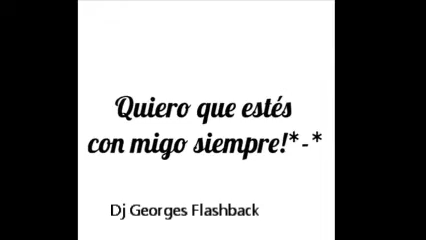 Quiero que estés
con migo siempre!*-*
Dj Georges Flashback